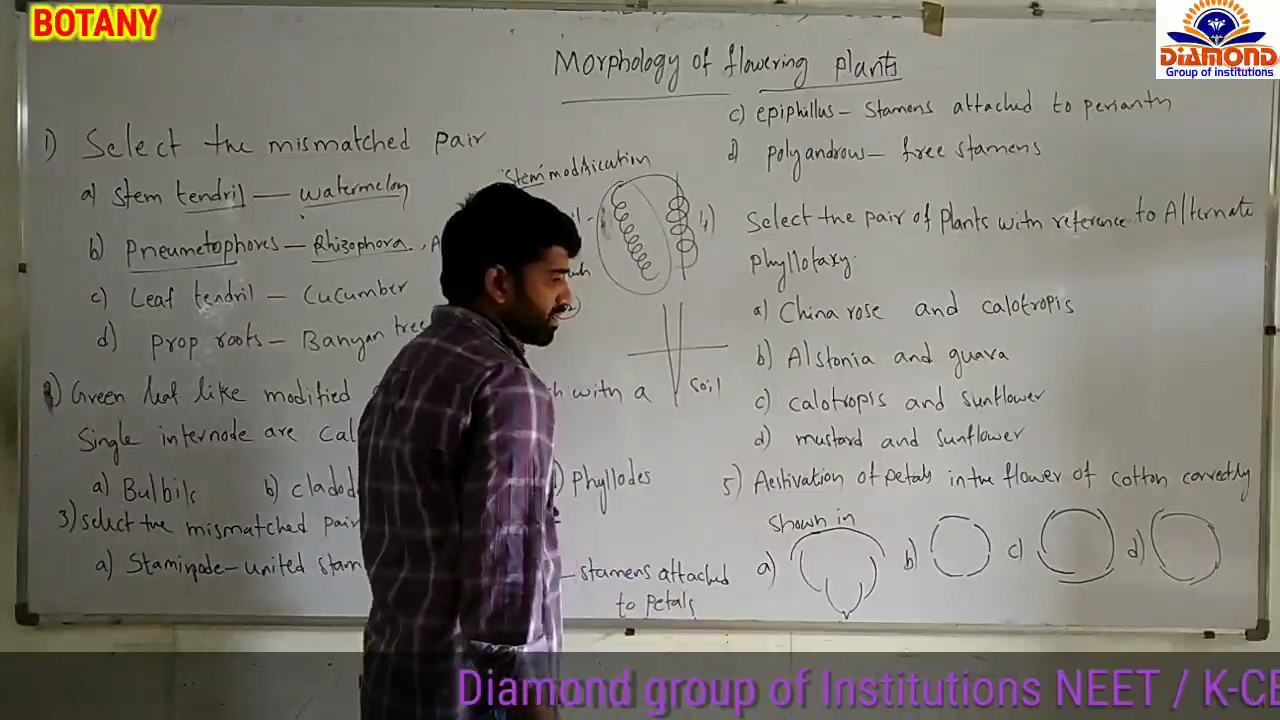 BOTANY
DIAMOND
Group of institutions
Morphology of flowering plants
1) Select the mismatched pair
a) Stem tendril — watermelon
b) Pneumetophores — Rhizophora, A
c) Leaf tendril — Cucumber
d) Prop roots — Banyan tree
2) Green leaf like modified
h with a
Single internode are cal
a) Bulbils b) cladod
) Phyllodes
3) select the mismatched pair
a) Staminode — united stam
— stamens attached
to petals
Stem modification
Soil
c) epiphillus — Stamens attached to perianth
d) polyandrous — free stamens
4) Select the pair of plants with reference to Alternate
phyllotaxy.
a) China rose and calotropis
b) Alstonia and guava
c) calotropis and sunflower
d) mustard and sunflower
5) Aestivation of petals in the flower of cotton correctly
shown in
a) b) c) d)
Diamond group of Institutions NEET / K-CE